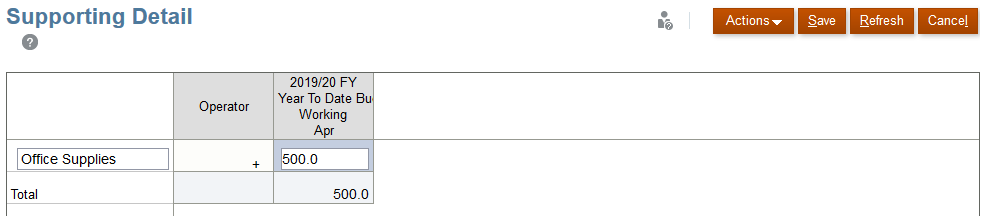 Supporting Detail
Actions Save Refresh Cancel
?
2019/20 FY
Year To Date Bu
Operator
Working
Apr
Office Supplies + 500.0
Total 500.0